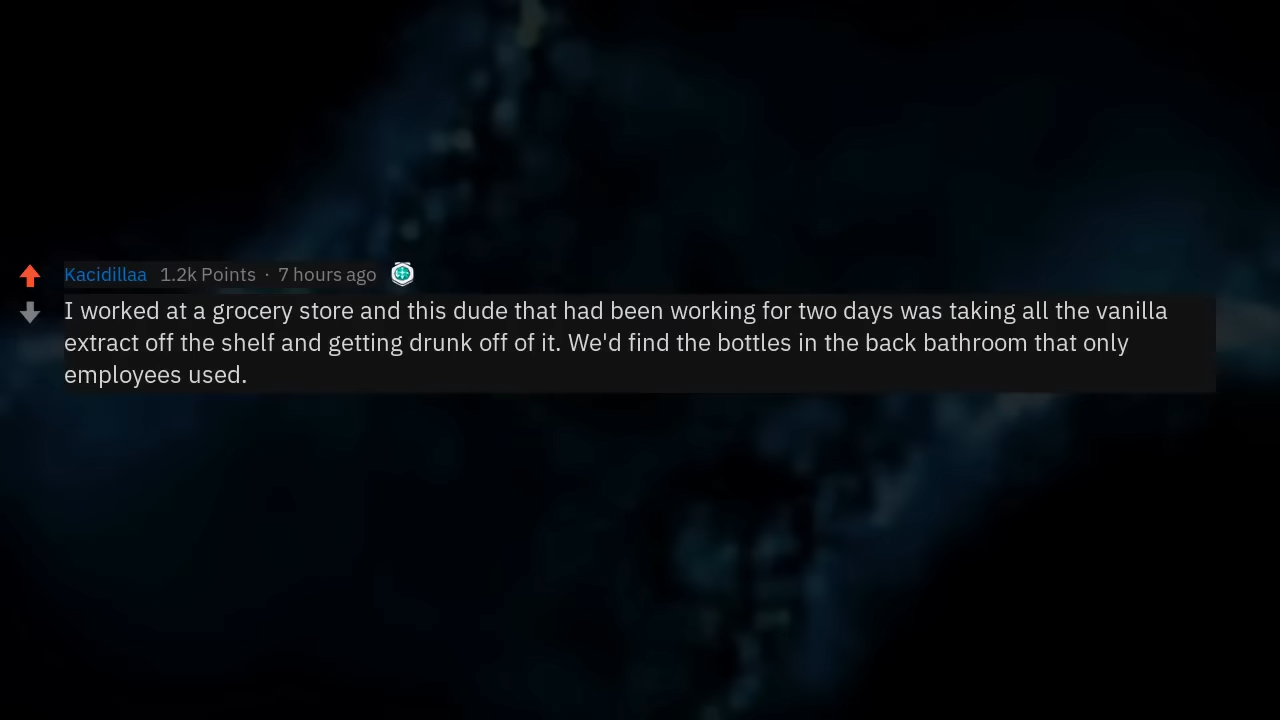 Kacidillaa 1.2k Points · 7 hours ago
I worked at a grocery store and this dude that had been working for two days was taking all the vanilla
extract off the shelf and getting drunk off of it. We'd find the bottles in the back bathroom that only
employees used.